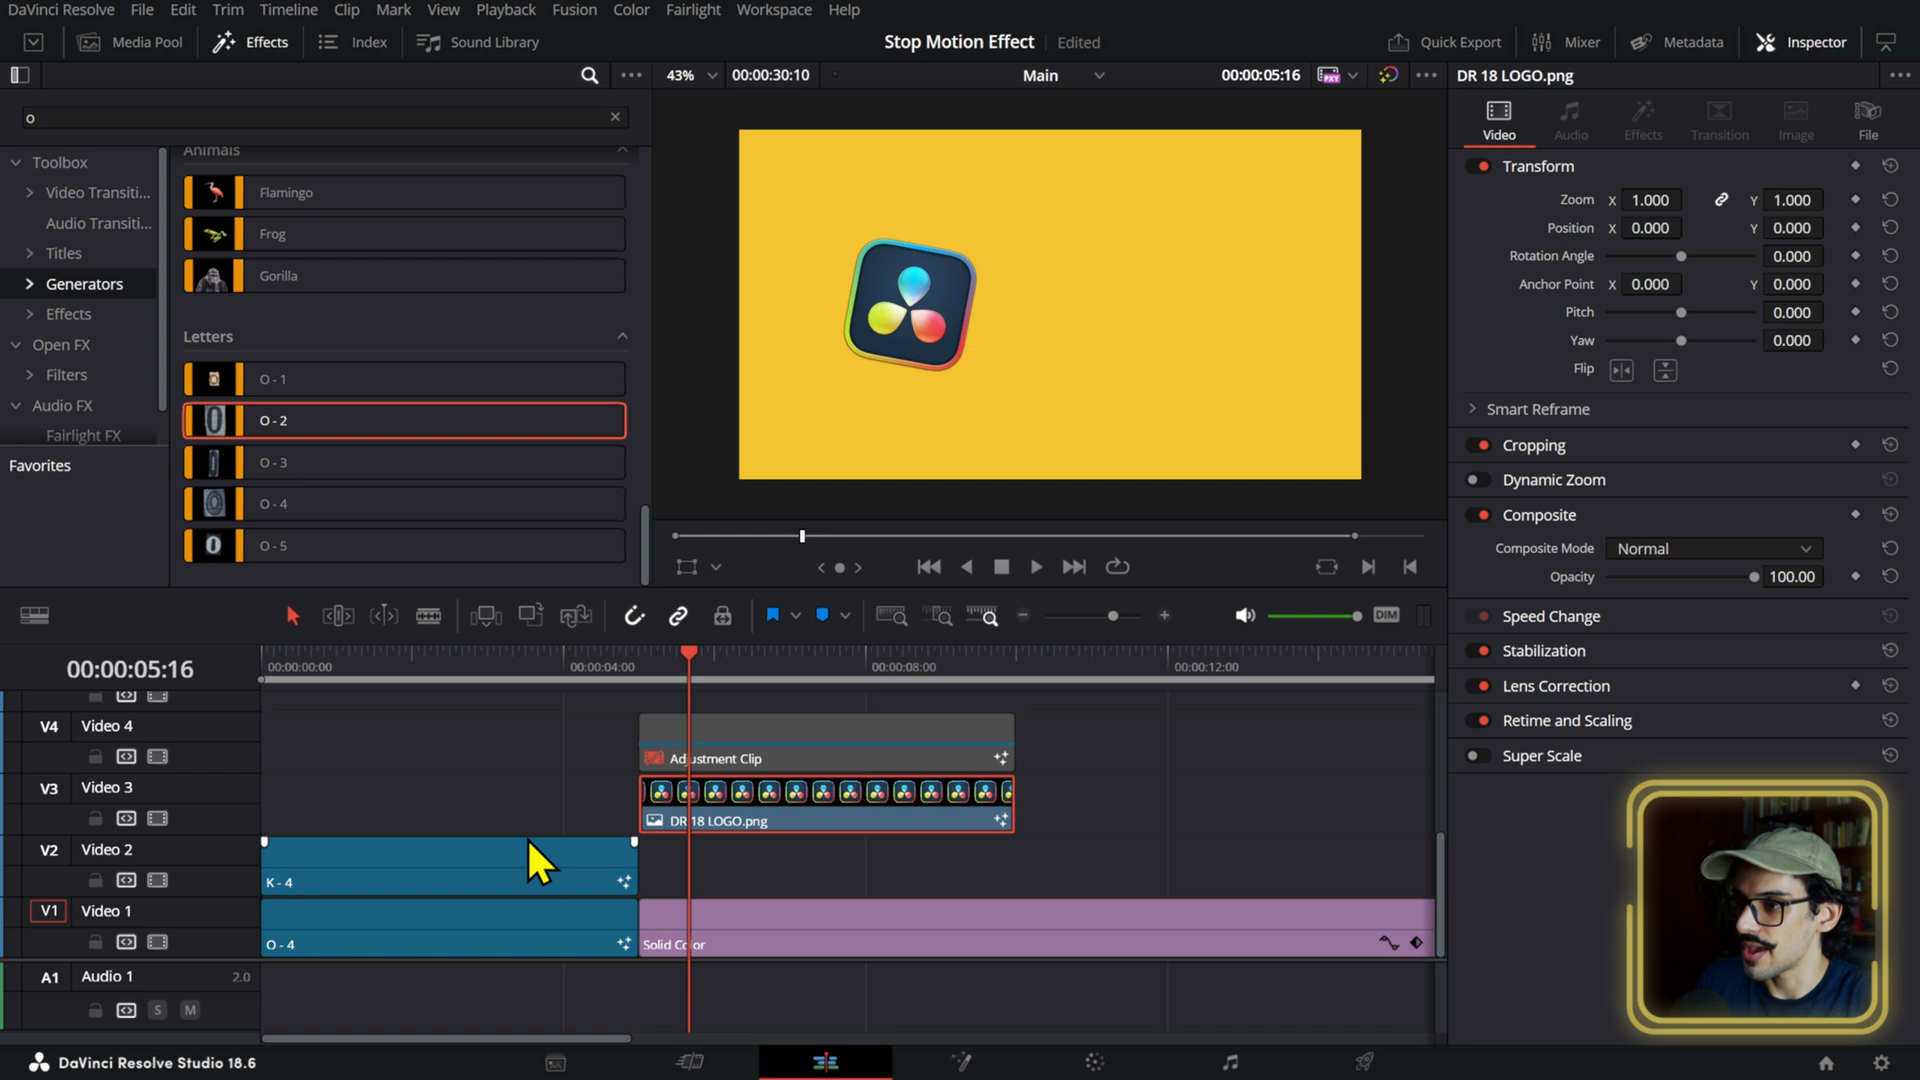 DaVinci Resolve File Edit Trim Timeline Clip Mark View Playback Fusion Color Fairlight Workspace Help
Media Pool Effects Index Sound Library Stop Motion Effect Edited Quick Export Mixer Metadata Inspector
43% 00:00:30:10 Main 00:00:05:16 PXY DR 18 LOGO.png
o
Video Audio Effects Transition Image File
Toolbox
Video Transiti...
Audio Transiti...
Titles
Generators
Effects
Open FX
Filters
Audio FX
Fairlight FX
Favorites
Animals
Flamingo
Frog
Gorilla
Letters
O - 1
O - 2
O - 3
O - 4
O - 5
Transform
Zoom X 1.000 Y 1.000
Position X 0.000 Y 0.000
Rotation Angle 0.000
Anchor Point X 0.000 Y 0.000
Pitch 0.000
Yaw 0.000
Flip
Smart Reframe
Cropping
Dynamic Zoom
Composite
Composite Mode Normal
Opacity 100.00
Speed Change
Stabilization
Lens Correction
Retime and Scaling
Super Scale
DIM
00:00:05:16 00:00:00:00 00:00:04:00 00:00:08:00 00:00:12:00
V4 Video 4
Adjustment Clip
V3 Video 3
DR 18 LOGO.png
V2 Video 2
K - 4
V1 Video 1
O - 4 Solid Color
A1 Audio 1 2.0
S M
DaVinci Resolve Studio 18.6